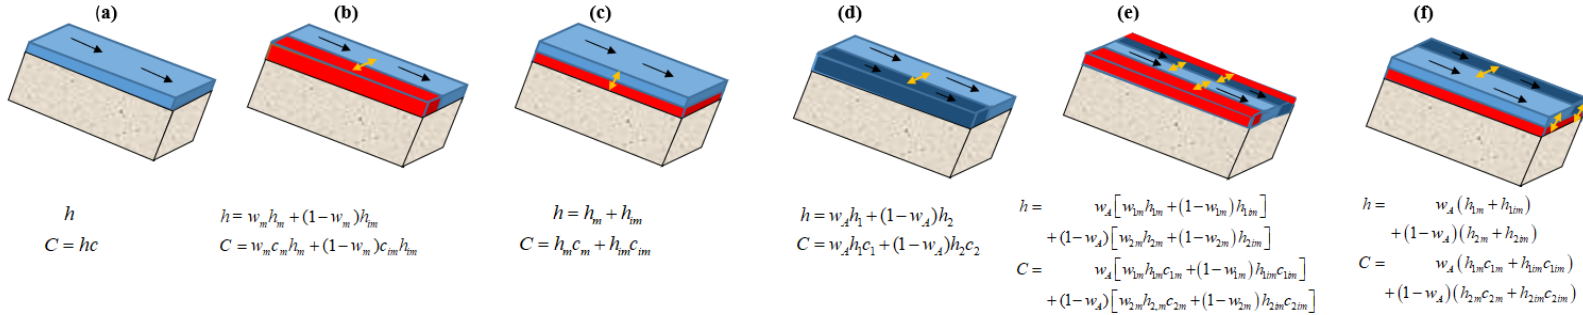 (a)
(b)
(c)
(d)
(e)
(f)
h
C = hc
h = w_m h_m + (1 - w_m) h_im
C = w_m c_m h_m + (1 - w_m) c_im h_im
h = h_m + h_im
C = h_m c_m + h_im c_im
h = w_A h_1 + (1 - w_A) h_2
C = w_A h_1 c_1 + (1 - w_A) h_2 c_2
h = w_A [w_1m h_1m + (1 - w_1m) h_1im]
+ (1 - w_A) [w_2m h_2m + (1 - w_2m) h_2im]
C = w_A [w_1m h_1m c_1m + (1 - w_1m) h_1im c_1im]
+ (1 - w_A) [w_2m h_2,m c_2m + (1 - w_2m) h_2im c_2im]
h = w_A (h_1m + h_1im)
+ (1 - w_A) (h_2m + h_2im)
C = w_A (h_1m c_1m + h_1im c_1im)
+ (1 - w_A) (h_2m c_2m + h_2im c_2im)